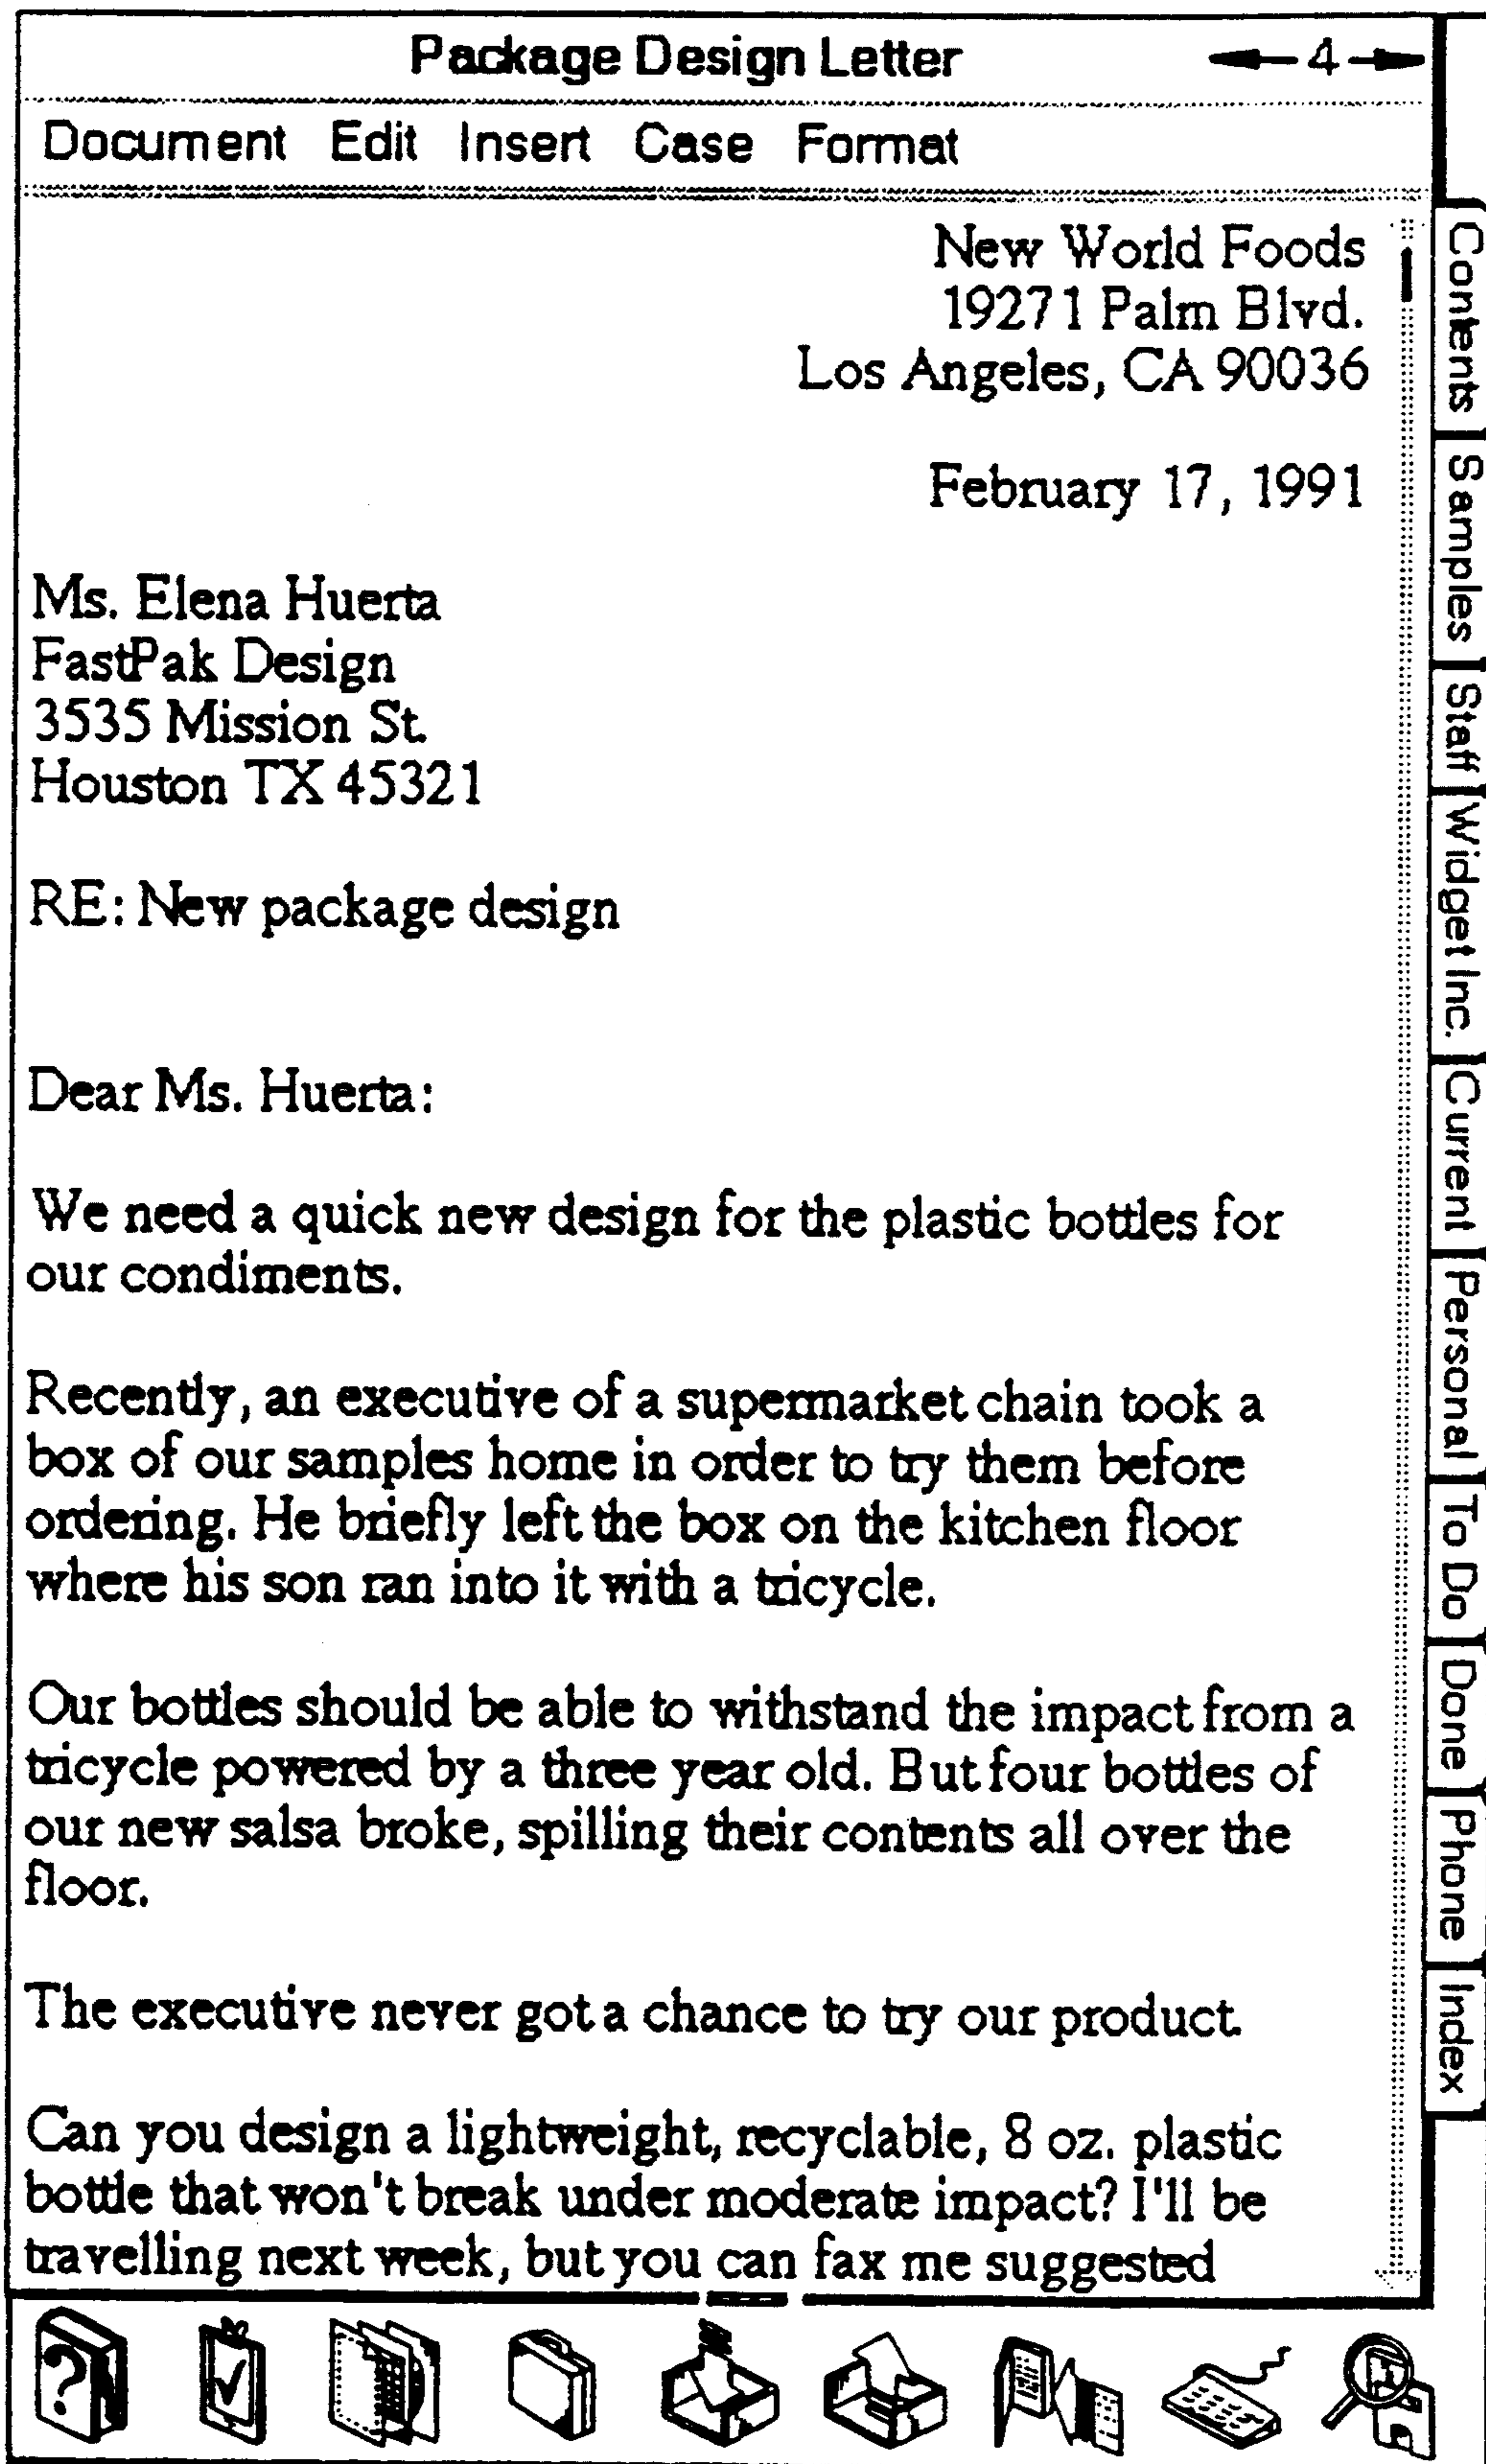 Package Design Letter
4
Document Edit Insert Case Format
New World Foods
19271 Palm Blvd.
Los Angeles, CA 90036
February 17, 1991
Ms. Elena Huerta
FastPak Design
3535 Mission St.
Houston TX 45321
RE: New package design
Dear Ms. Huerta:
We need a quick new design for the plastic bottles for
our condiments.
Recently, an executive of a supermarket chain took a
box of our samples home in order to try them before
ordering. He briefly left the box on the kitchen floor
where his son ran into it with a tricycle.
Our bottles should be able to withstand the impact from a
tricycle powered by a three year old. But four bottles of
our new salsa broke, spilling their contents all over the
floor.
The executive never got a chance to try our product.
Can you design a lightweight, recyclable, 8 oz. plastic
bottle that won't break under moderate impact? I'll be
travelling next week, but you can fax me suggested
Contents
Samples
Staff
Widget Inc.
Current
Personal
To Do
Done
Phone
Index
?